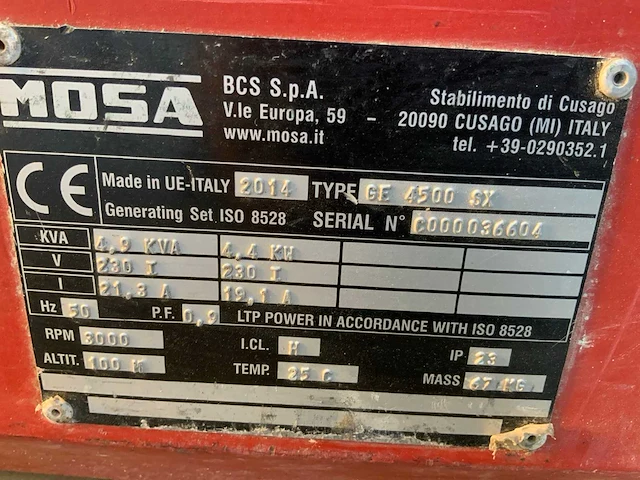 MOSA
BCS S.p.A.
V.le Europa, 59 -
www.mosa.it
Stabilimento di Cusago
20090 CUSAGO (MI) ITALY
tel. +39-0290352.1
CE Made in UE-ITALY 2014 TYPE GE 4500 SX
Generating Set ISO 8528 SERIAL N° C000036604
KVA 4,9 KVA 4,4 KW
V 230 T 230 T
I 21,3 A 19,1 A
Hz 50 P.F. 0,9 LTP POWER IN ACCORDANCE WITH ISO 8528
RPM 3000 I.CL. H IP 23
ALTIT. 100 M TEMP. 25 C MASS 67 KG